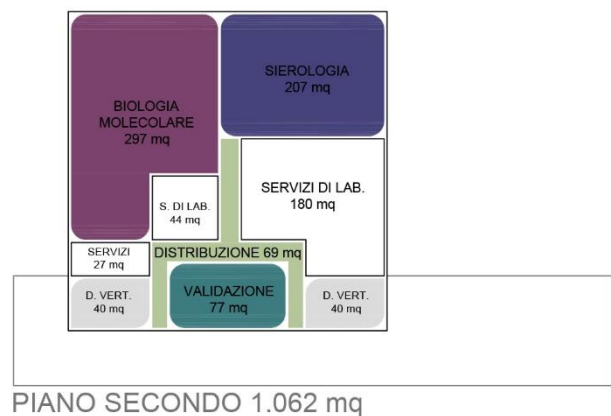 BIOLOGIA
MOLECOLARE
297 mq
SIEROLOGIA
207 mq
S. DI LAB.
44 mq
SERVIZI DI LAB.
180 mq
SERVIZI
27 mq
DISTRIBUZIONE 69 mq
D. VERT.
40 mq
VALIDAZIONE
77 mq
D. VERT.
40 mq
PIANO SECONDO 1.062 mq